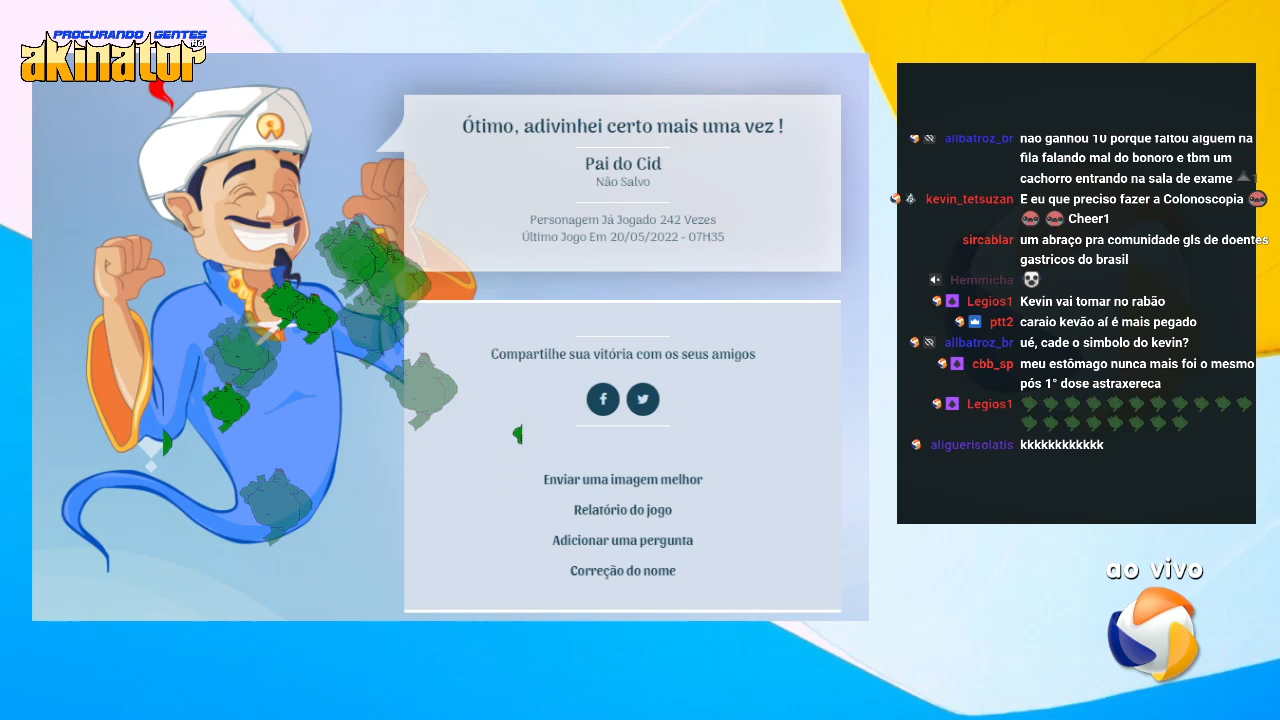 PROCURANDO GENTES
NO
akinator
Ótimo, adivinhei certo mais uma vez !
Pai do Cid
Não Salvo
Personagem Já Jogado 242 Vezes
Último Jogo Em 20/05/2022 - 07H35
Compartilhe sua vitória com os seus amigos
Enviar uma imagem melhor
Relatório do jogo
Adicionar uma pergunta
Correção do nome
allbatroz_br nao ganhou 10 porque faltou alguem na
fila falando mal do bonoro e tbm um
cachorro entrando na sala de exame
kevin_tetsuzan E eu que preciso fazer a Colonoscopia
Cheer1
sircablar um abraço pra comunidade gls de doentes
gastricos do brasil
Hemmicha
Legios1 Kevin vai tomar no rabão
ptt2 caraio kevão aí é mais pegado
allbatroz_br ué, cade o simbolo do kevin?
cbb_sp meu estômago nunca mais foi o mesmo
pós 1° dose astraxereca
Legios1
aliguerisolatis kkkkkkkkkkkk
ao vivo